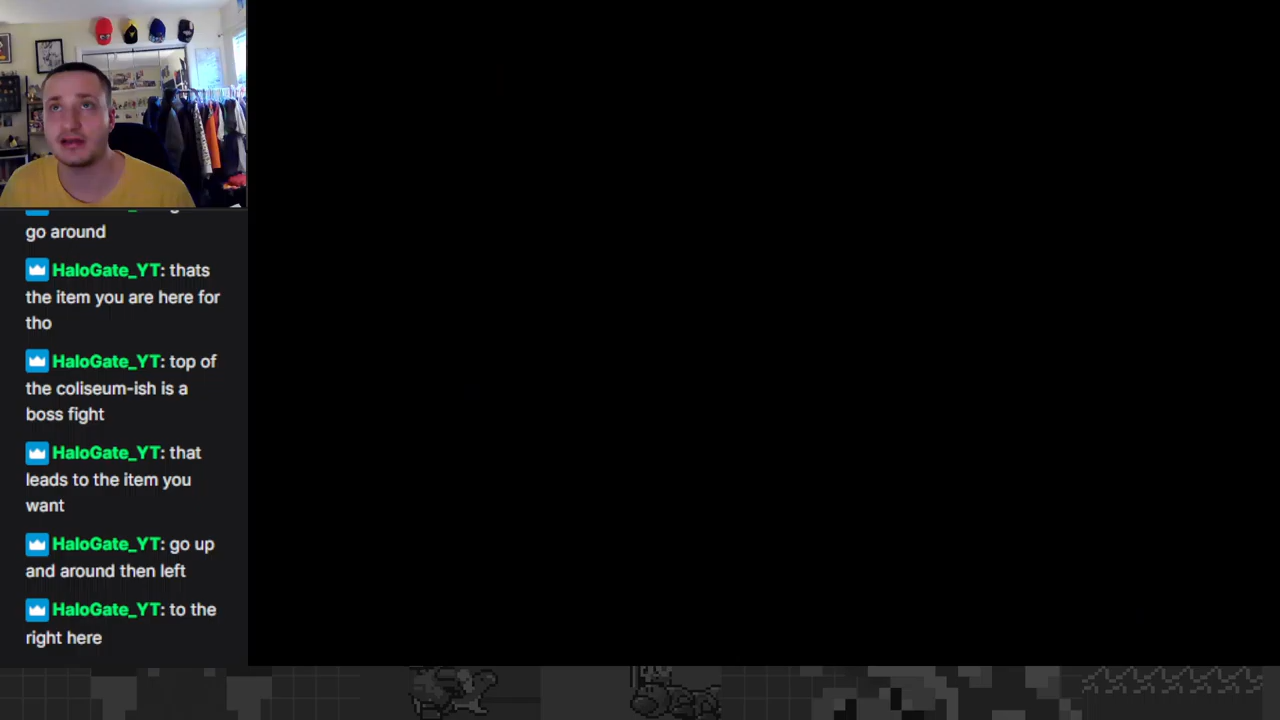 go around
HaloGate_YT: thats
the item you are here for
tho
HaloGate_YT: top of
the coliseum-ish is a
boss fight
HaloGate_YT: that
leads to the item you
want
HaloGate_YT: go up
and around then left
HaloGate_YT: to the
right here